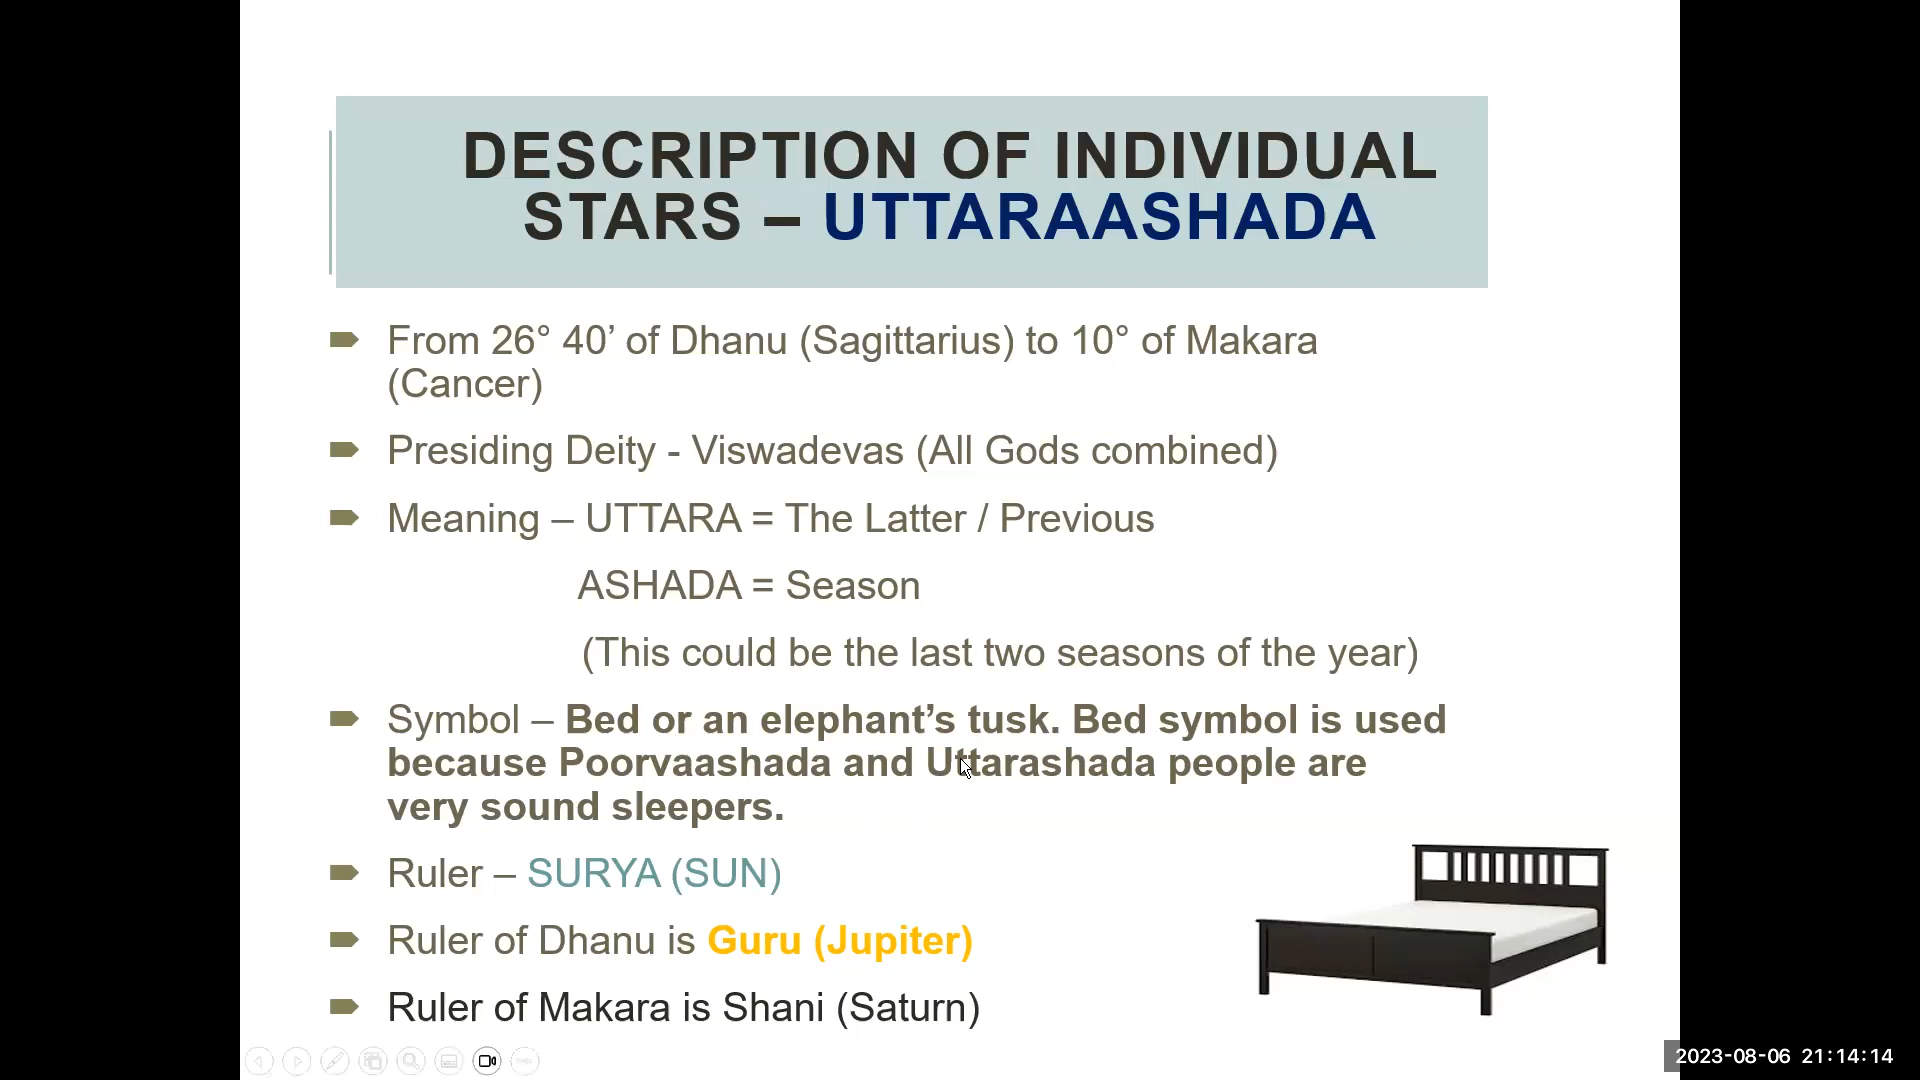 DESCRIPTION OF INDIVIDUAL
STARS – UTTARAASHADA
From 26° 40’ of Dhanu (Sagittarius) to 10° of Makara
(Cancer)
Presiding Deity - Viswadevas (All Gods combined)
Meaning – UTTARA = The Latter / Previous
ASHADA = Season
(This could be the last two seasons of the year)
Symbol – Bed or an elephant’s tusk. Bed symbol is used
because Poorvaashada and Uttarashada people are
very sound sleepers.
Ruler – SURYA (SUN)
Ruler of Dhanu is Guru (Jupiter)
Ruler of Makara is Shani (Saturn)
2023-08-06 21:14:14